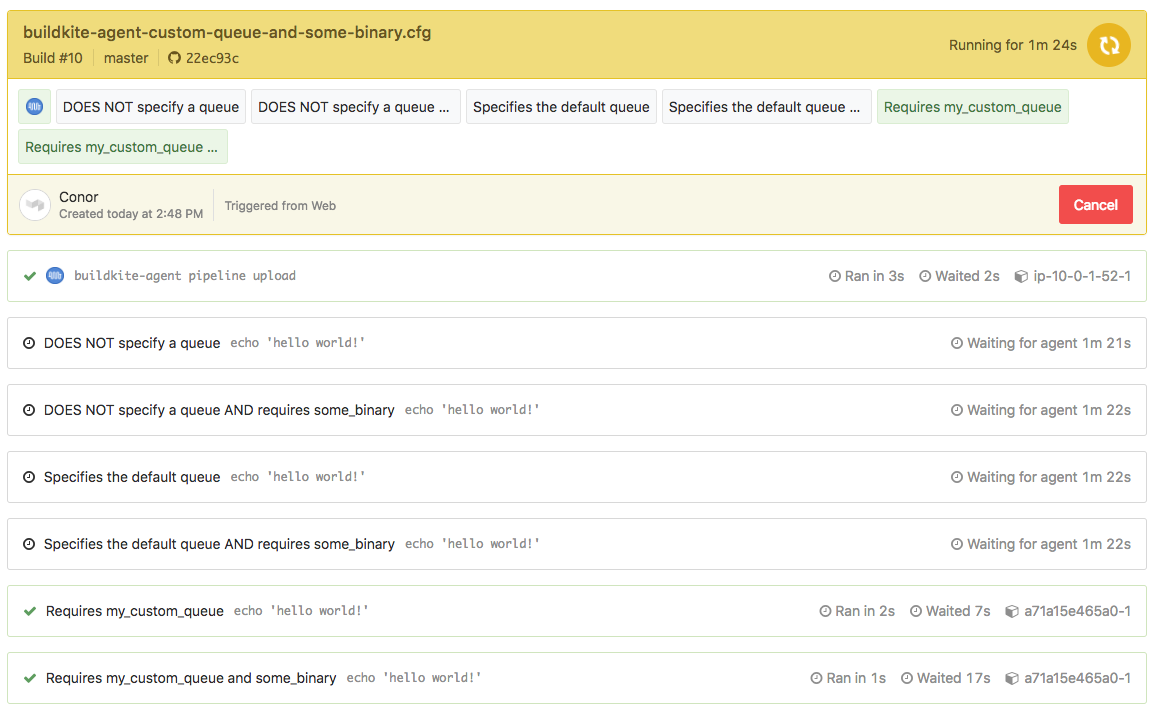 buildkite-agent-custom-queue-and-some-binary.cfg
Build #10 master 22ec93c
Running for 1m 24s
DOES NOT specify a queue DOES NOT specify a queue ... Specifies the default queue Specifies the default queue ... Requires my_custom_queue
Requires my_custom_queue ...
Conor
Created today at 2:48 PM
Triggered from Web
Cancel
buildkite-agent pipeline upload Ran in 3s Waited 2s ip-10-0-1-52-1
DOES NOT specify a queue echo 'hello world!' Waiting for agent 1m 21s
DOES NOT specify a queue AND requires some_binary echo 'hello world!' Waiting for agent 1m 22s
Specifies the default queue echo 'hello world!' Waiting for agent 1m 22s
Specifies the default queue AND requires some_binary echo 'hello world!' Waiting for agent 1m 22s
Requires my_custom_queue echo 'hello world!' Ran in 2s Waited 7s a71a15e465a0-1
Requires my_custom_queue and some_binary echo 'hello world!' Ran in 1s Waited 17s a71a15e465a0-1